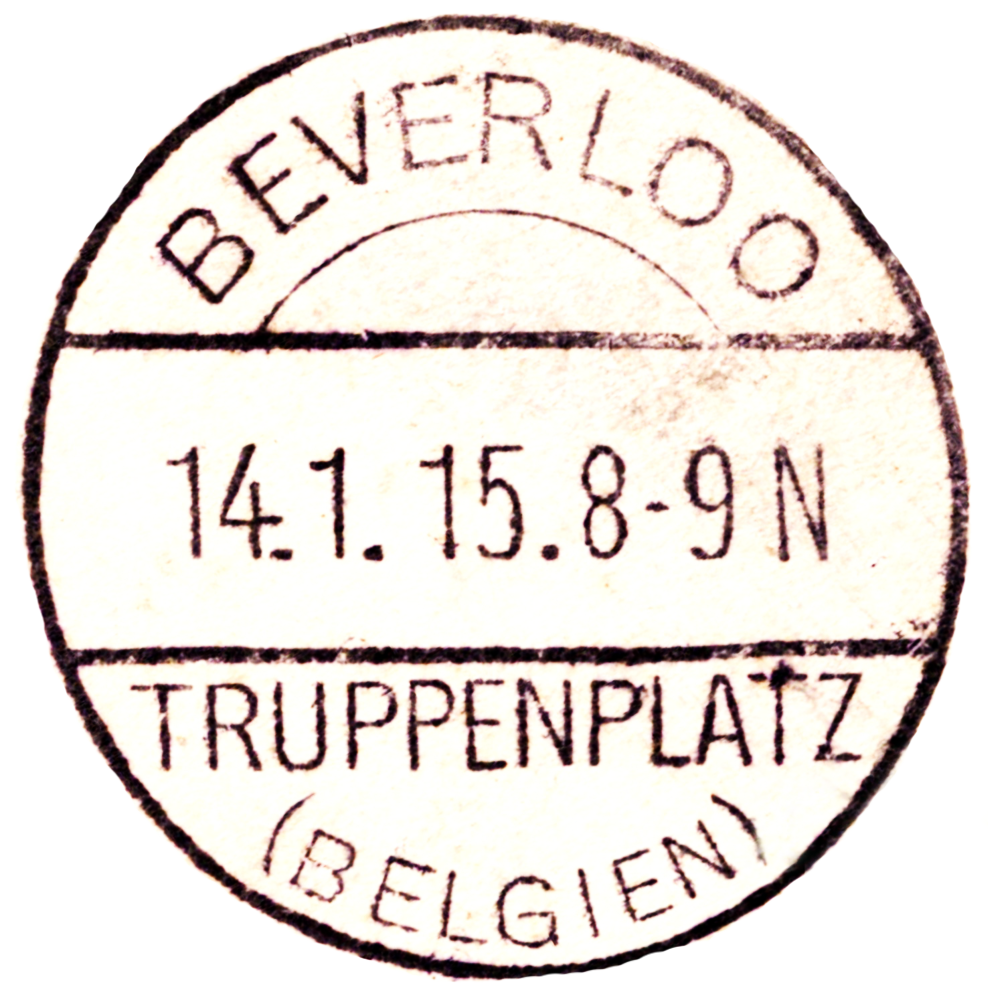 BEVERLOO
14.1.15.8-9N
TRUPPENPLATZ
(BELGIEN)